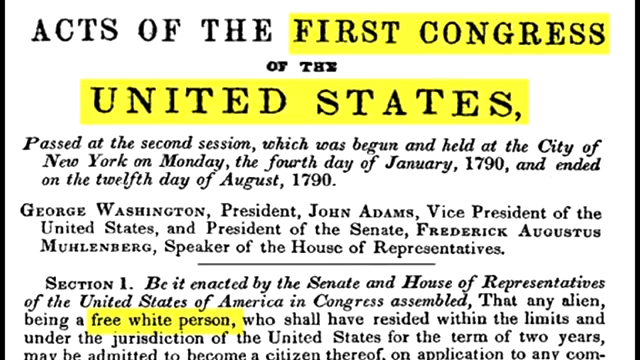 ACTS OF THE FIRST CONGRESS
OF THE
UNITED STATES,
Passed at the second session, which was begun and held at the City of
New York on Monday, the fourth day of January, 1790, and ended
on the twelfth day of August, 1790.
GEORGE WASHINGTON, President, JOHN ADAMS, Vice President of the
United States, and President of the Senate, FREDERICK AUGUSTUS
MUHLENBERG, Speaker of the House of Representatives.
SECTION 1. Be it enacted by the Senate and House of Representatives
of the United States of America in Congress assembled, That any alien,
being a free white person, who shall have resided within the limits and
under the jurisdiction of the United States for the term of two years,
may be admitted to become a citizen thereof, on application to any com-